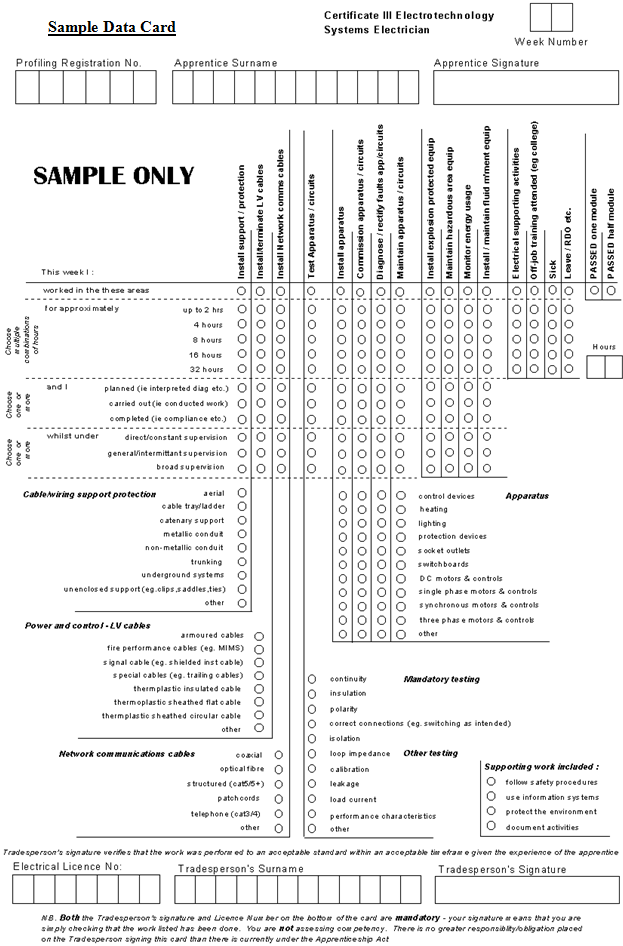 Sample Data Card
Certificate III Electrotechnology
Systems Electrician
Week Number
Profiling Registration No.
Apprentice Surname
Apprentice Signature
SAMPLE ONLY
Install support / protection
Install/terminate LV cables
Install Network comms cables
Test Apparatus / circuits
Install apparatus
Commission apparatus / circuits
Diagnose / rectify faults app/circuits
Maintain apparatus / circuits
Install explosion protected equip
Maintain hazardous area equip
Monitor energy usage
Install / maintain fluid m'ment equip
Electrical supporting activities
Off-job training attended (eg college)
Sick
Leave / RDO etc.
PASSED one module
PASSED half module
This week I :
worked in the these areas
for approximately
up to 2 hrs
4 hours
8 hours
16 hours
32 hours
Choose
multiple
combinations
of hours
Hours
and I
planned (ie interpreted diag etc.)
carried out (ie conducted work)
completed (ie compliance etc.)
Choose
one or
more
whilst under
direct/constant supervision
general/intermittent supervision
broad supervision
Choose
one or
more
Cable/wiring support protection
aerial
cable tray/ladder
catenary support
metallic conduit
non-metallic conduit
trunking
underground systems
unenclosed support (eg.clips,saddles,ties)
other
control devices
Apparatus
heating
lighting
protection devices
socket outlets
switchboards
DC motors & controls
single phase motors & controls
synchronous motors & controls
three phase motors & controls
other
Power and control - LV cables
armoured cables
fire performance cables (eg. MIMS)
signal cable (eg. shielded inst cable)
special cables (eg. trailing cables)
thermplastic insulated cable
thermoplastic sheathed flat cable
thermplastic sheathed circular cable
other
continuity
Mandatory testing
insulation
polarity
correct connections (eg. switching as intended)
isolation
loop impedance
Other testing
calibration
leakage
load current
performance characteristics
other
Network communications cables
coaxial
optical fibre
structured (cat5/5+)
patchcords
telephone (cat3/4)
other
Supporting work included :
follow safety procedures
use information systems
protect the environment
document activities
Tradesperson's signature verifies that the work was performed to an acceptable standard within an acceptable timeframe given the experience of the apprentice
Electrical Licence No:
Tradesperson's Surname
Tradesperson's Signature
NB. Both the Tradesperson's signature and Licence Number on the bottom of the card are mandatory - your signature means that you are
simply checking that the work listed has been done. You are not assessing competency. There is no greater responsiblity/obligation placed
on the Tradesperson signing this card than there is currently under the Apprenticeship Act